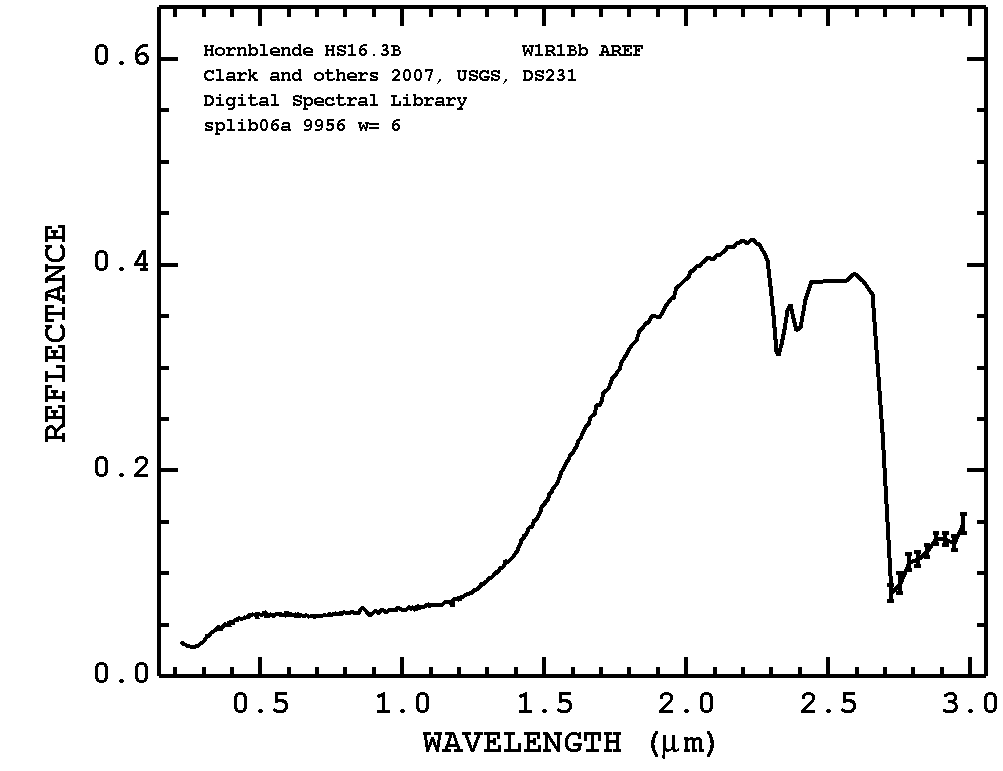 Hornblende HS16.3B W1R1Bb AREF
Clark and others 2007, USGS, DS231
Digital Spectral Library
splib06a 9956 w= 6
REFLECTANCE
0.6
0.4
0.2
0.0
0.5 1.0 1.5 2.0 2.5 3.0
WAVELENGTH (μm)